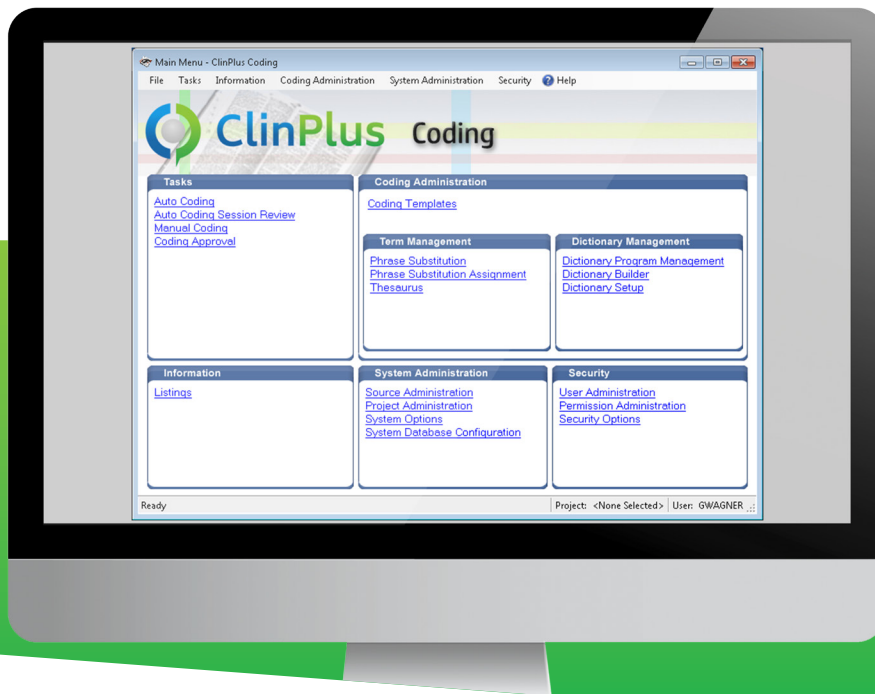 Main Menu - ClinPlus Coding
File Tasks Information Coding Administration System Administration Security Help
ClinPlus Coding
Tasks
Auto Coding
Auto Coding Session Review
Manual Coding
Coding Approval
Coding Administration
Coding Templates
Term Management
Phrase Substitution
Phrase Substitution Assignment
Thesaurus
Dictionary Management
Dictionary Program Management
Dictionary Builder
Dictionary Setup
Information
Listings
System Administration
Source Administration
Project Administration
System Options
System Database Configuration
Security
User Administration
Permission Administration
Security Options
Ready Project: <None Selected> User: GWAGNER